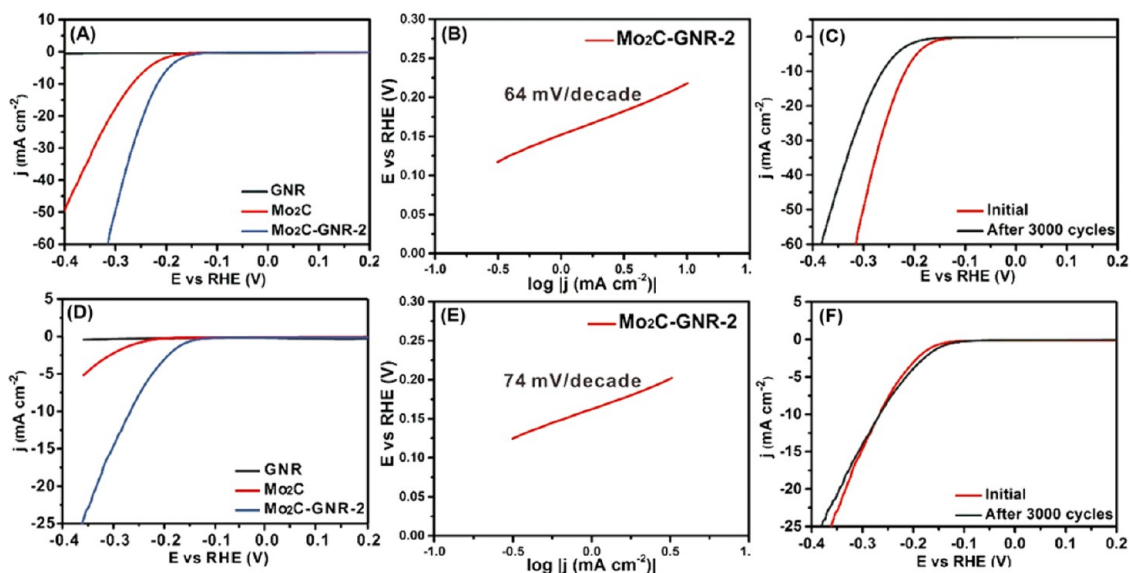 (A)
10
0
-10
-20
-30
-40
-50
-60
j (mA cm⁻²)
GNR
Mo₂C
Mo₂C-GNR-2
-0.4 -0.3 -0.2 -0.1 0.0 0.1 0.2
E vs RHE (V)
(B)
0.30
0.25
0.20
0.15
0.10
0.05
0.00
E vs RHE (V)
Mo₂C-GNR-2
64 mV/decade
-1.0 -0.5 0.0 0.5 1.0 1.
log |j (mA cm⁻²)|
(C)
0
-10
-20
-30
-40
-50
-60
j (mA cm⁻²)
Initial
After 3000 cycles
-0.4 -0.3 -0.2 -0.1 0.0 0.1 0.2
E vs RHE (V)
(D)
5
0
-5
-10
-15
-20
-25
j (mA cm⁻²)
GNR
Mo₂C
Mo₂C-GNR-2
-0.4 -0.3 -0.2 -0.1 0.0 0.1 0.2
E vs RHE (V)
(E)
0.30
0.25
0.20
0.15
0.10
0.05
0.00
E vs RHE (V)
Mo₂C-GNR-2
74 mV/decade
-1.0 -0.5 0.0 0.5 1.
log |j (mA cm⁻²)|
(F)
5
0
-5
-10
-15
-20
-25
j (mA cm⁻²)
Initial
After 3000 cycles
-0.4 -0.3 -0.2 -0.1 0.0 0.1 0.2
E vs RHE (V)